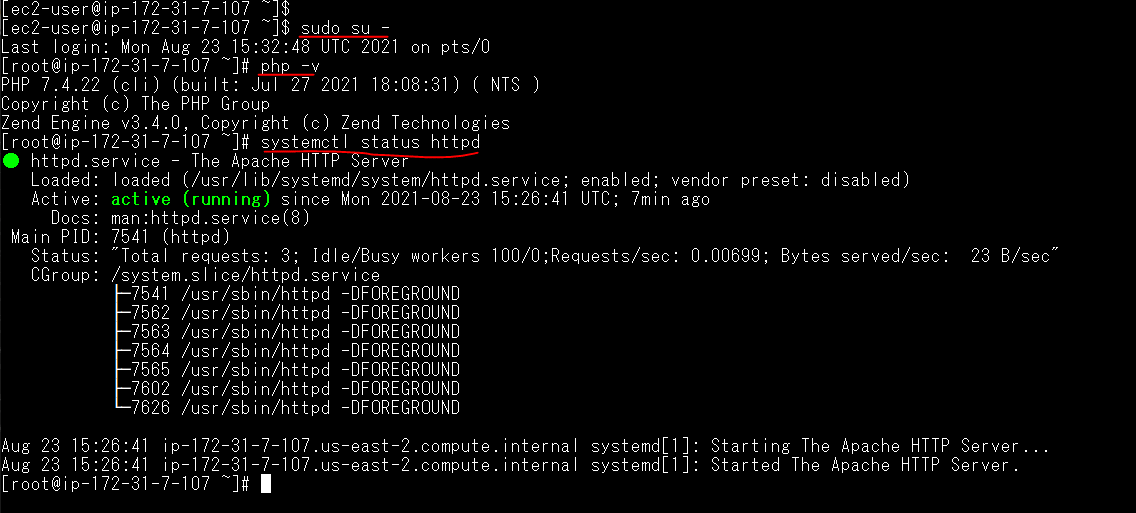 [ec2-user@ip-172-31-7-107 ~]$
[ec2-user@ip-172-31-7-107 ~]$ sudo su -
Last login: Mon Aug 23 15:32:48 UTC 2021 on pts/0
[root@ip-172-31-7-107 ~]# php -v
PHP 7.4.22 (cli) (built: Jul 27 2021 18:08:31) ( NTS )
Copyright (c) The PHP Group
Zend Engine v3.4.0, Copyright (c) Zend Technologies
[root@ip-172-31-7-107 ~]# systemctl status httpd
● httpd.service - The Apache HTTP Server
Loaded: loaded (/usr/lib/systemd/system/httpd.service; enabled; vendor preset: disabled)
Active: active (running) since Mon 2021-08-23 15:26:41 UTC; 7min ago
Docs: man:httpd.service(8)
Main PID: 7541 (httpd)
Status: "Total requests: 3; Idle/Busy workers 100/0;Requests/sec: 0.00699; Bytes served/sec:  23 B/sec"
CGroup: /system.slice/httpd.service
├─7541 /usr/sbin/httpd -DFOREGROUND
├─7562 /usr/sbin/httpd -DFOREGROUND
├─7563 /usr/sbin/httpd -DFOREGROUND
├─7564 /usr/sbin/httpd -DFOREGROUND
├─7565 /usr/sbin/httpd -DFOREGROUND
├─7602 /usr/sbin/httpd -DFOREGROUND
└─7626 /usr/sbin/httpd -DFOREGROUND
Aug 23 15:26:41 ip-172-31-7-107.us-east-2.compute.internal systemd[1]: Starting The Apache HTTP Server...
Aug 23 15:26:41 ip-172-31-7-107.us-east-2.compute.internal systemd[1]: Started The Apache HTTP Server.
[root@ip-172-31-7-107 ~]#